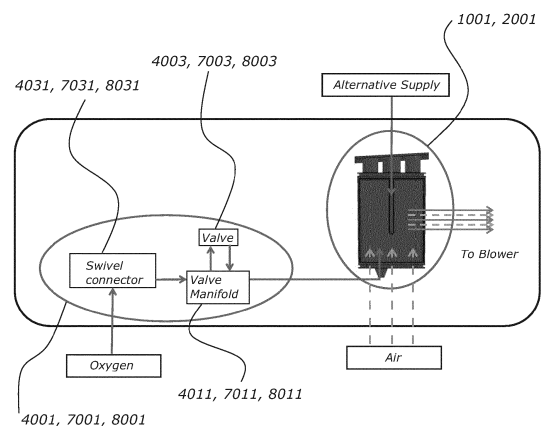 1001, 2001
4003, 7003, 8003
4031, 7031, 8031
Alternative Supply
Valve
Swivel
connector
Valve
Manifold
To Blower
Oxygen
Air
4011, 7011, 8011
4001, 7001, 8001